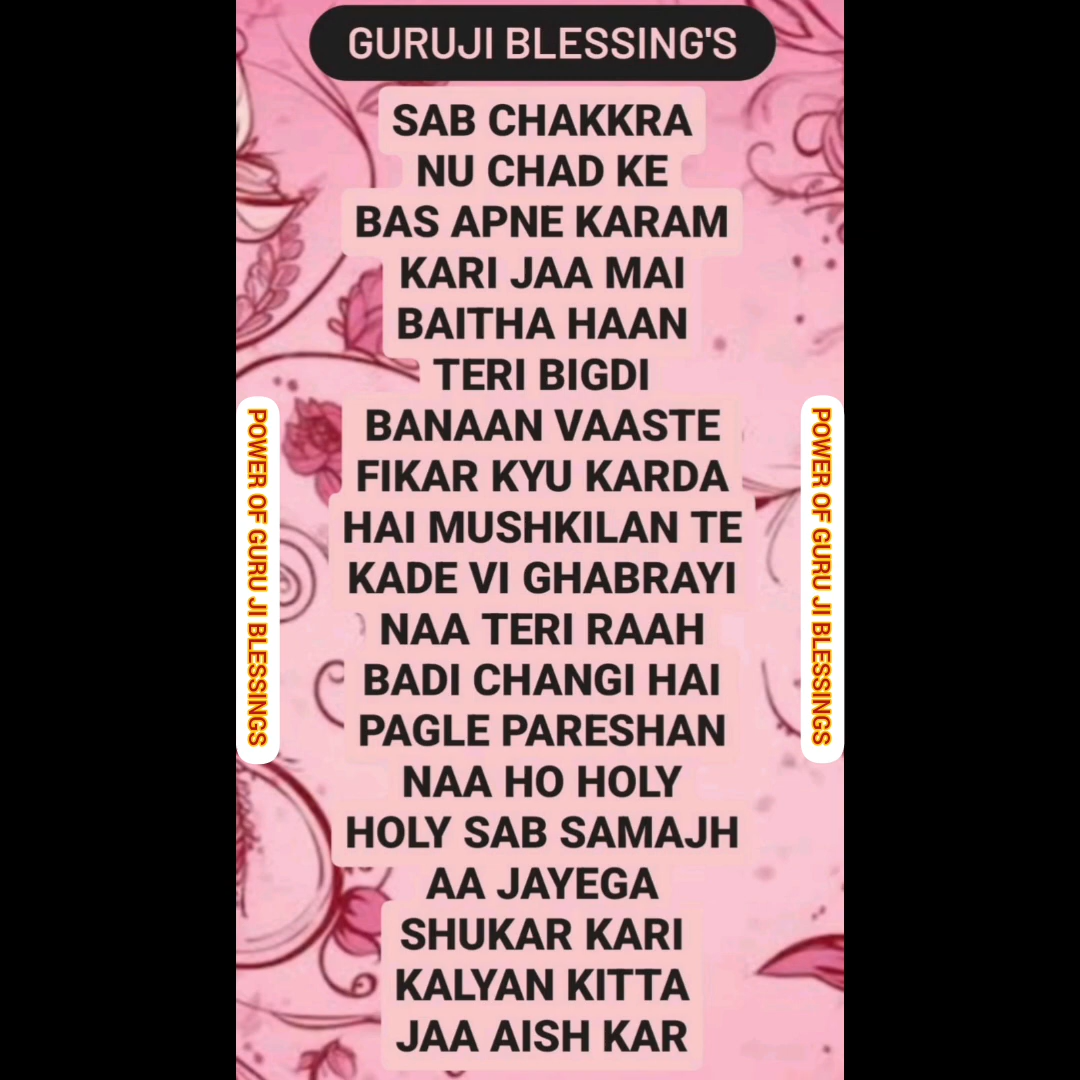 GURUJI BLESSING'S
SAB CHAKKRA
NU CHAD KE
BAS APNE KARAM
KARI JAA MAI
BAITHA HAAN
TERI BIGDI
BANAAN VAASTE
FIKAR KYU KARDA
HAI MUSHKILAN TE
KADE VI GHABRAYI
NAA TERI RAAH
BADI CHANGI HAI
PAGLE PARESHAN
NAA HO HOLY
HOLY SAB SAMAJH
AA JAYEGA
SHUKAR KARI
KALYAN KITTA
JAA AISH KAR
POWER OF GURU JI BLESSINGS
POWER OF GURU JI BLESSINGS